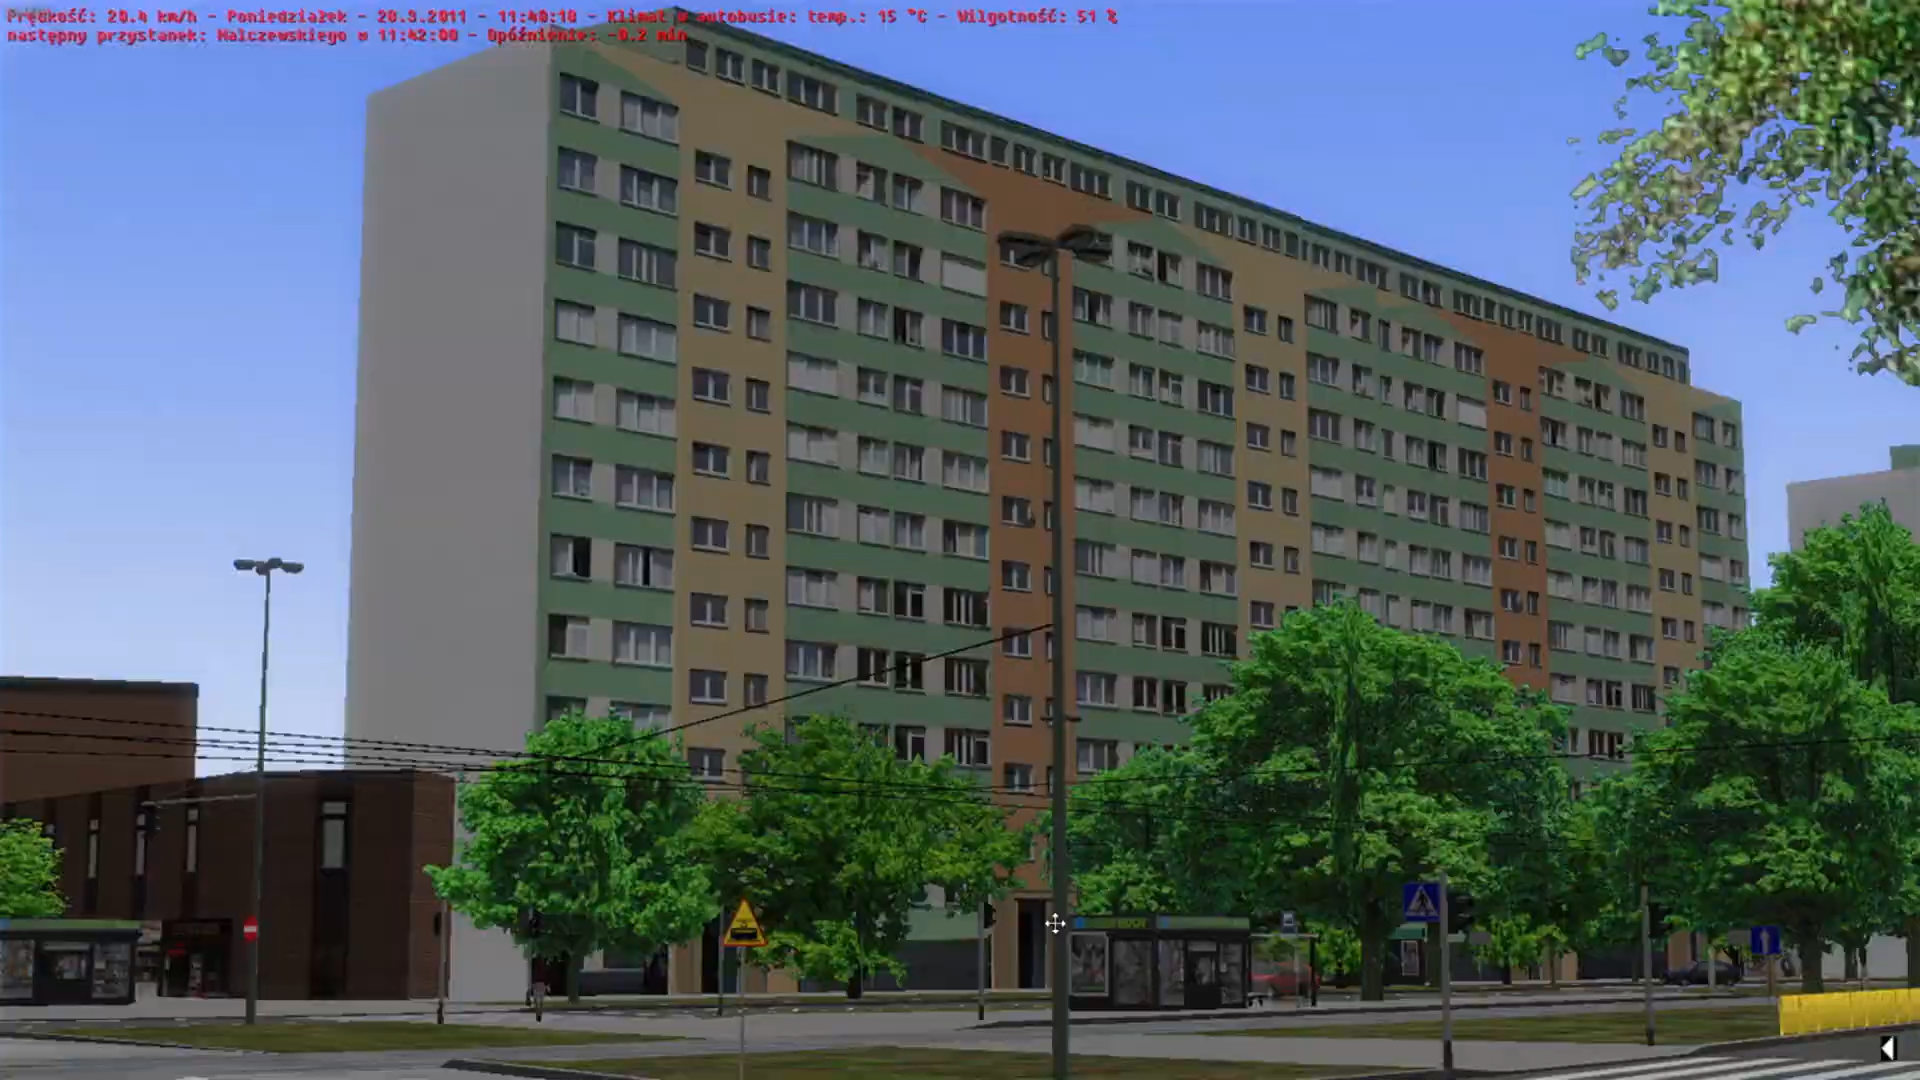 Prędkość: 20.4 km/h - Poniedziałek - 20.3.2011 - 11:40:10 - Klimat w autobusie: temp.: 15 °C - Wilgotność: 51 %
następny przystanek: Malczewskiego o 11:42:00 - Opóźnienie: -0.2 min